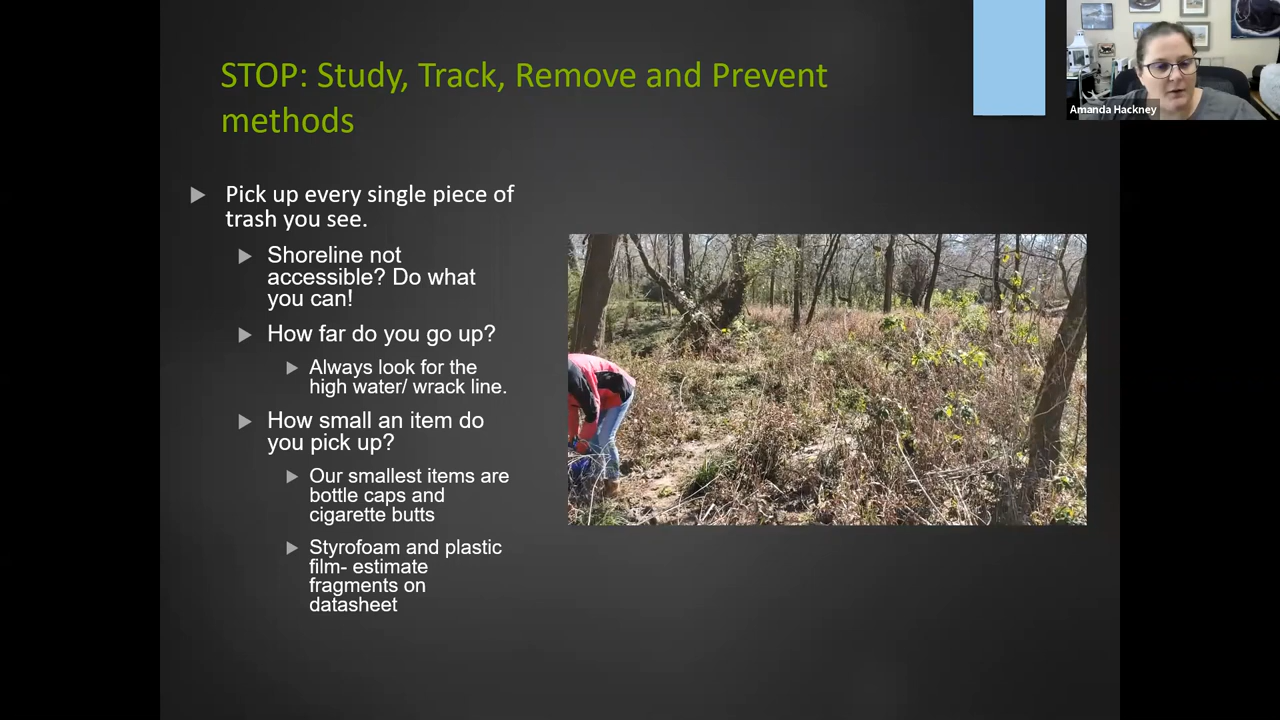 STOP: Study, Track, Remove and Prevent
methods
Amanda Hackney
Pick up every single piece of
trash you see.
Shoreline not
accessible? Do what
you can!
How far do you go up?
Always look for the
high water/ wrack line.
How small an item do
you pick up?
Our smallest items are
bottle caps and
cigarette butts
Styrofoam and plastic
film- estimate
fragments on
datasheet